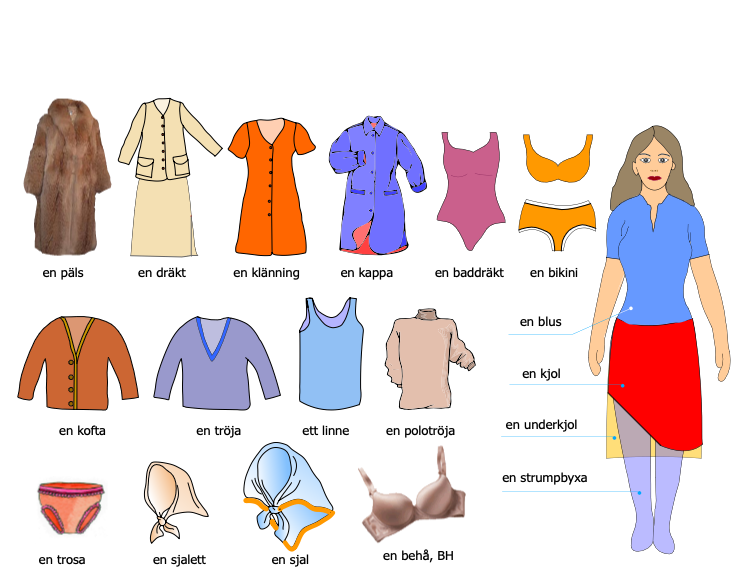 en päls
en dräkt
en klänning
en kappa
en baddräkt
en bikini
en blus
en kjol
en kofta
en tröja
ett linne
en polotröja
en underkjol
en strumpbyxa
en trosa
en sjalett
en sjal
en behå, BH